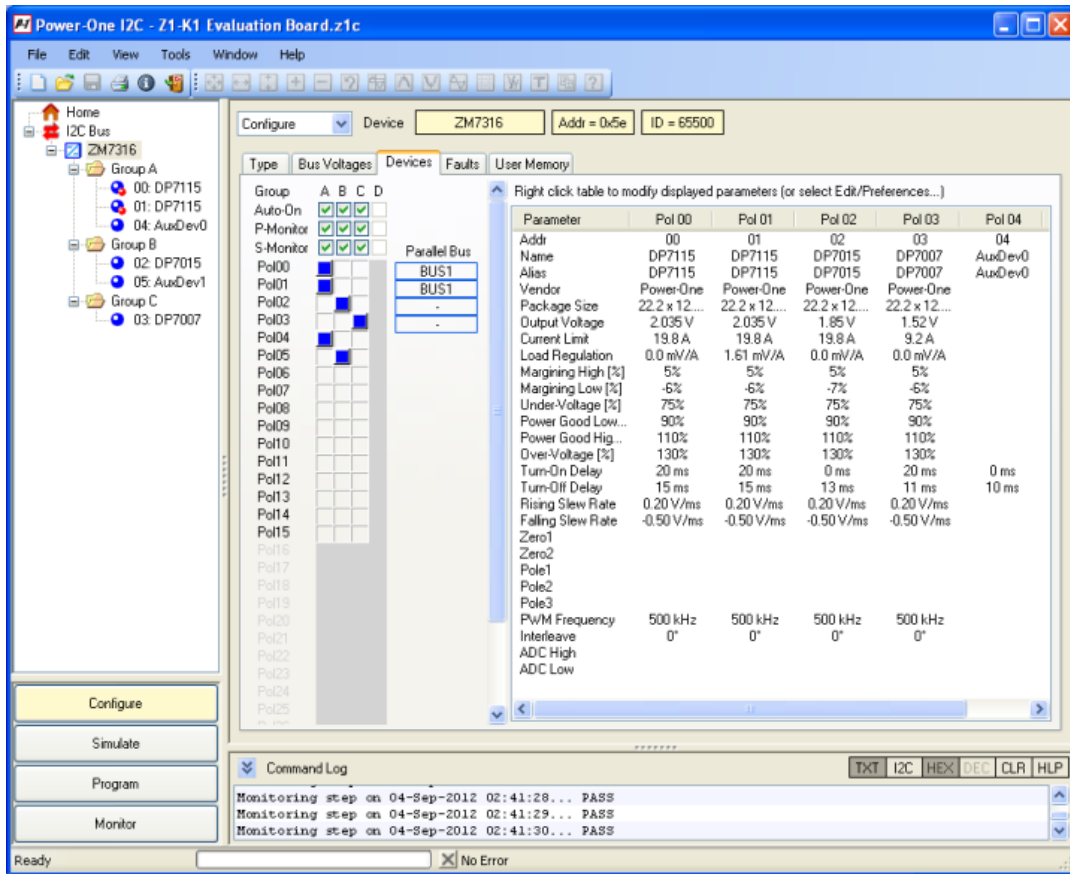 Power-One I2C - Z1-K1 Evaluation Board.z1c
File Edit View Tools Window Help
Home
I2C Bus
ZM7316
Group A
00: DP7115
01: DP7115
04: AuxDev0
Group B
02: DP7015
05: AuxDev1
Group C
03: DP7007
Configure
Simulate
Program
Monitor
Configure Device ZM7316 Addr = 0x5e ID = 65500
Type Bus Voltages Devices Faults User Memory
Group A B C D
Auto-On
P-Monitor
S-Monitor Parallel Bus
Pol00 BUS1
Pol01 BUS1
Pol02 -
Pol03 -
Pol04
Pol05
Pol06
Pol07
Pol08
Pol09
Pol10
Pol11
Pol12
Pol13
Pol14
Pol15
Pol16
Pol17
Pol18
Pol19
Pol20
Pol21
Pol22
Pol23
Pol24
Pol25
Right click table to modify displayed parameters (or select Edit/Preferences...)
Parameter Pol 00 Pol 01 Pol 02 Pol 03 Pol 04
Addr 00 01 02 03 04
Name DP7115 DP7115 DP7015 DP7007 AuxDev0
Alias DP7115 DP7115 DP7015 DP7007 AuxDev0
Vendor Power-One Power-One Power-One Power-One
Package Size 22.2 x 12.... 22.2 x 12.... 22.2 x 12.... 22.2 x 12....
Output Voltage 2.035 V 2.035 V 1.85 V 1.52 V
Current Limit 19.8 A 19.8 A 19.8 A 9.2 A
Load Regulation 0.0 mV/A 1.61 mV/A 0.0 mV/A 0.0 mV/A
Margining High [%] 5% 5% 5% 5%
Margining Low [%] -6% -6% -7% -6%
Under-Voltage [%] 75% 75% 75% 75%
Power Good Low... 90% 90% 90% 90%
Power Good Hig... 110% 110% 110% 110%
Over-Voltage [%] 130% 130% 130% 130%
Turn-On Delay 20 ms 20 ms 0 ms 20 ms 0 ms
Turn-Off Delay 15 ms 15 ms 13 ms 11 ms 10 ms
Rising Slew Rate 0.20 V/ms 0.20 V/ms 0.20 V/ms 0.20 V/ms
Falling Slew Rate -0.50 V/ms -0.50 V/ms -0.50 V/ms -0.50 V/ms
Zero1
Zero2
Pole1
Pole2
Pole3
PWM Frequency 500 kHz 500 kHz 500 kHz 500 kHz
Interleave 0° 0° 0° 0°
ADC High
ADC Low
Command Log TXT I2C HEX DEC CLR HLP
Monitoring step on 04-Sep-2012 02:41:28... PASS
Monitoring step on 04-Sep-2012 02:41:29... PASS
Monitoring step on 04-Sep-2012 02:41:30... PASS
Ready No Error